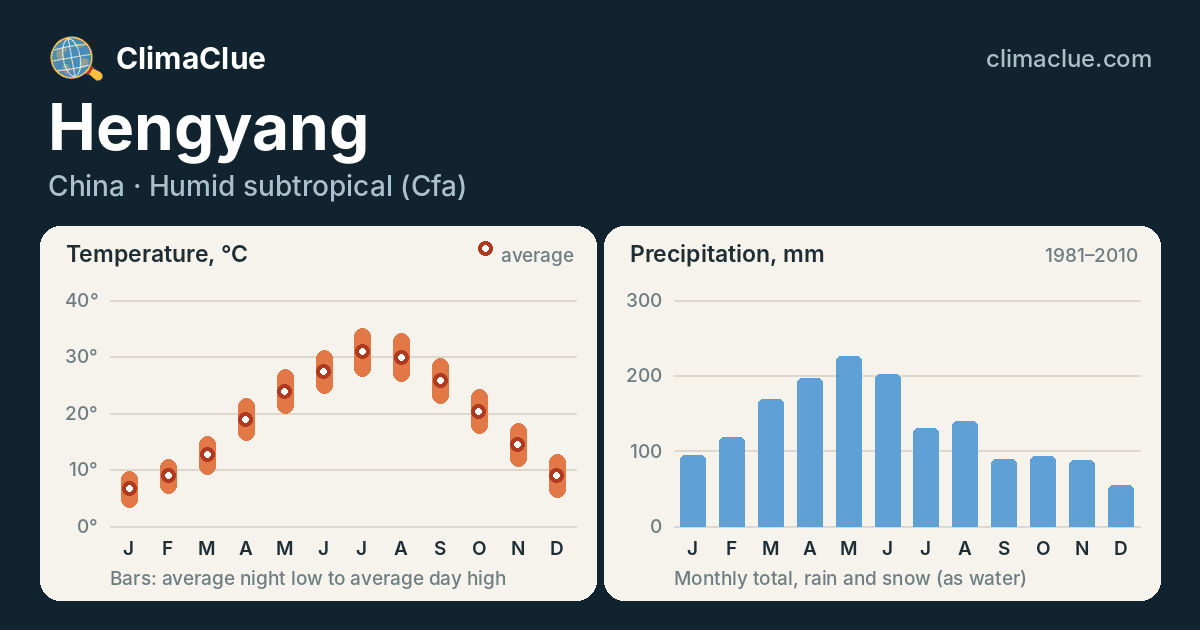 ClimaClue
climaclue.com
Hengyang
China · Humid subtropical (Cfa)
Temperature, °C
average
40°
30°
20°
10°
0°
J F M A M J J A S O N D
Bars: average night low to average day high
Precipitation, mm
1981–2010
300
200
100
0
J F M A M J J A S O N D
Monthly total, rain and snow (as water)